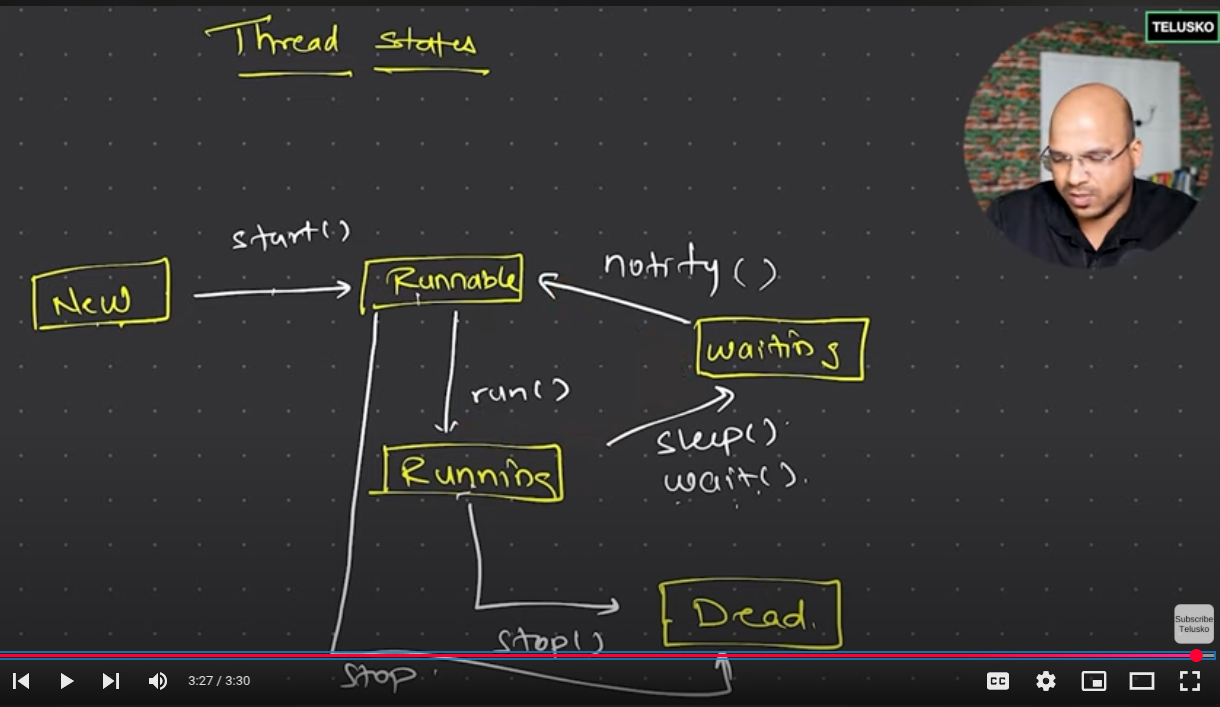 Thread States
TELUSKO
start()
New
Runnable
notify()
waiting
run()
sleep()
wait().
Running
Dead.
stop()
stop.
Subscribe
Telusko
3:27 / 3:30
CC